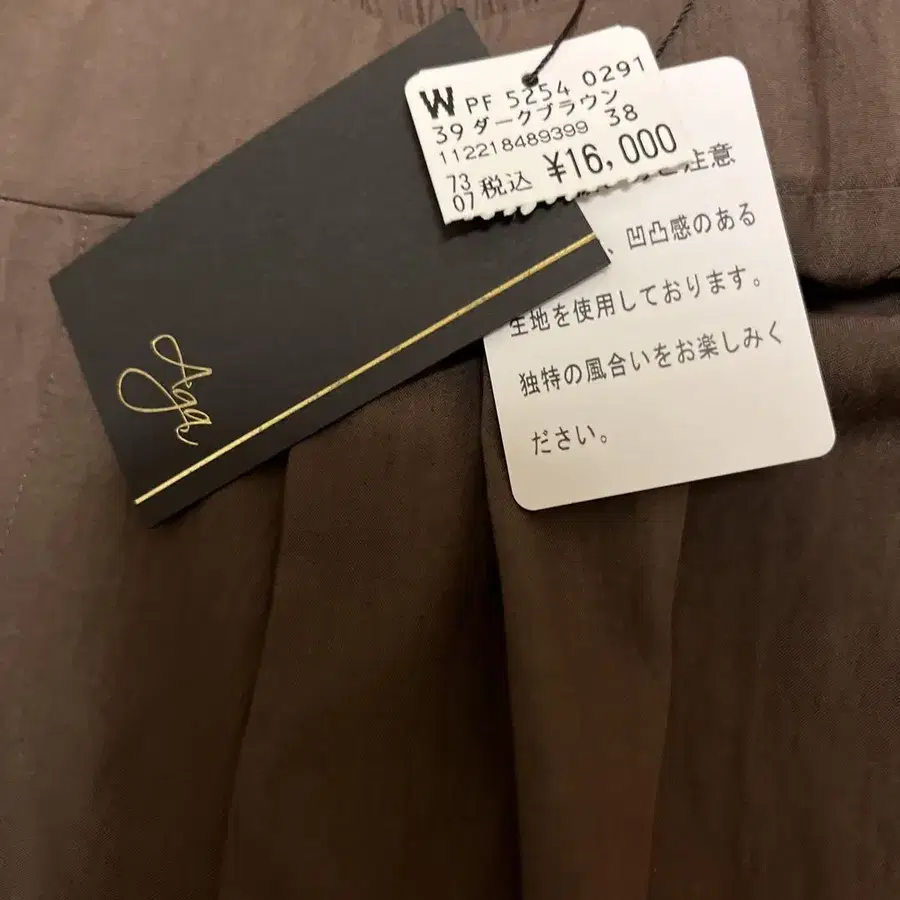 W PF 5254 0291
39 ダークブラウン
112218489399 38
73
07 税込 ¥16,000
Aga
注意
、凹凸感のある
生地を使用しております。
独特の風合いをお楽しみく
ださい。